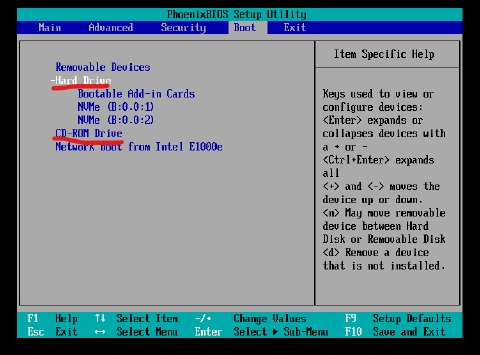 PhoenixBIOS Setup Utility
Main Advanced Security Boot Exit
Removable Devices
-Hard Drive
Bootable Add-in Cards
NVMe (B:0.0:1)
NVMe (B:0.0:2)
CD-ROM Drive
Network boot from Intel E1000e
Item Specific Help
Keys used to view or
configure devices:
<Enter> expands or
collapses devices with
a + or -
<Ctrl+Enter> expands
all
<+> and <-> moves the
device up or down.
<n> May move removable
device between Hard
Disk or Removable Disk
<d> Remove a device
that is not installed.
F1 Help ↑↓ Select Item -/+ Change Values F9 Setup Defaults
Esc Exit ↔ Select Menu Enter Select ▶ Sub-Menu F10 Save and Exit